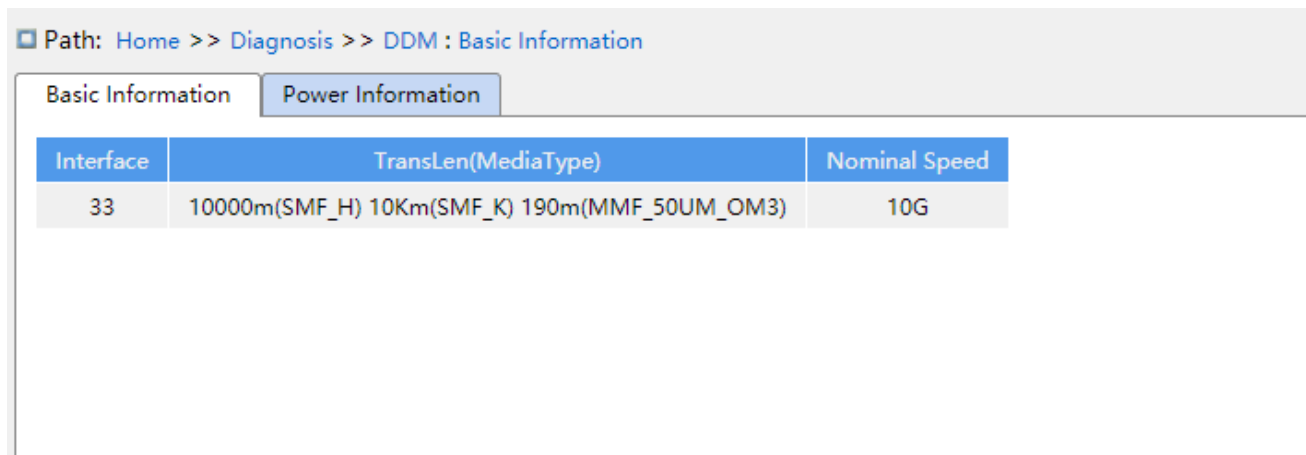 Path: Home >> Diagnosis >> DDM : Basic Information
Basic Information Power Information
Interface TransLen(MediaType) Nominal Speed
33 10000m(SMF_H) 10Km(SMF_K) 190m(MMF_50UM_OM3) 10G